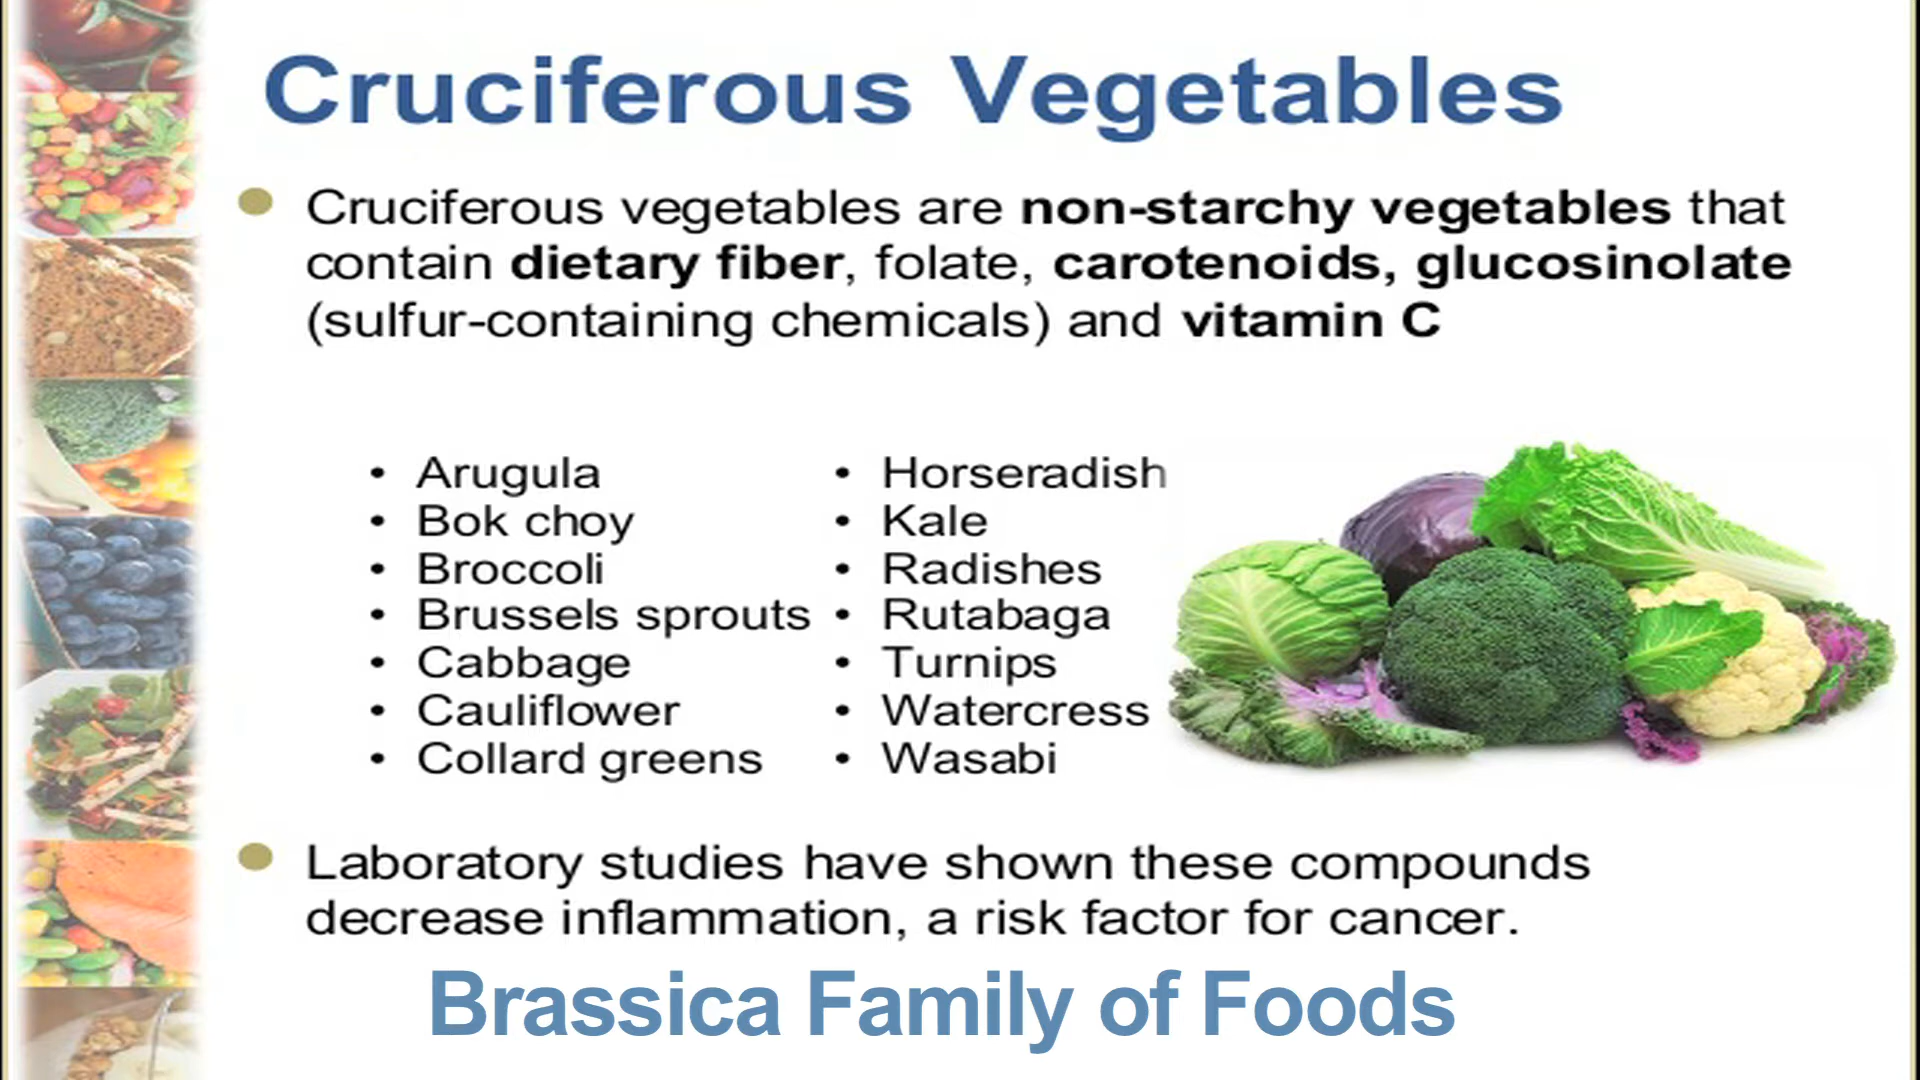 Cruciferous Vegetables
Cruciferous vegetables are non-starchy vegetables that
contain dietary fiber, folate, carotenoids, glucosinolate
(sulfur-containing chemicals) and vitamin C
• Arugula
• Bok choy
• Broccoli
• Brussels sprouts
• Cabbage
• Cauliflower
• Collard greens
• Horseradish
• Kale
• Radishes
• Rutabaga
• Turnips
• Watercress
• Wasabi
Laboratory studies have shown these compounds
decrease inflammation, a risk factor for cancer.
Brassica Family of Foods